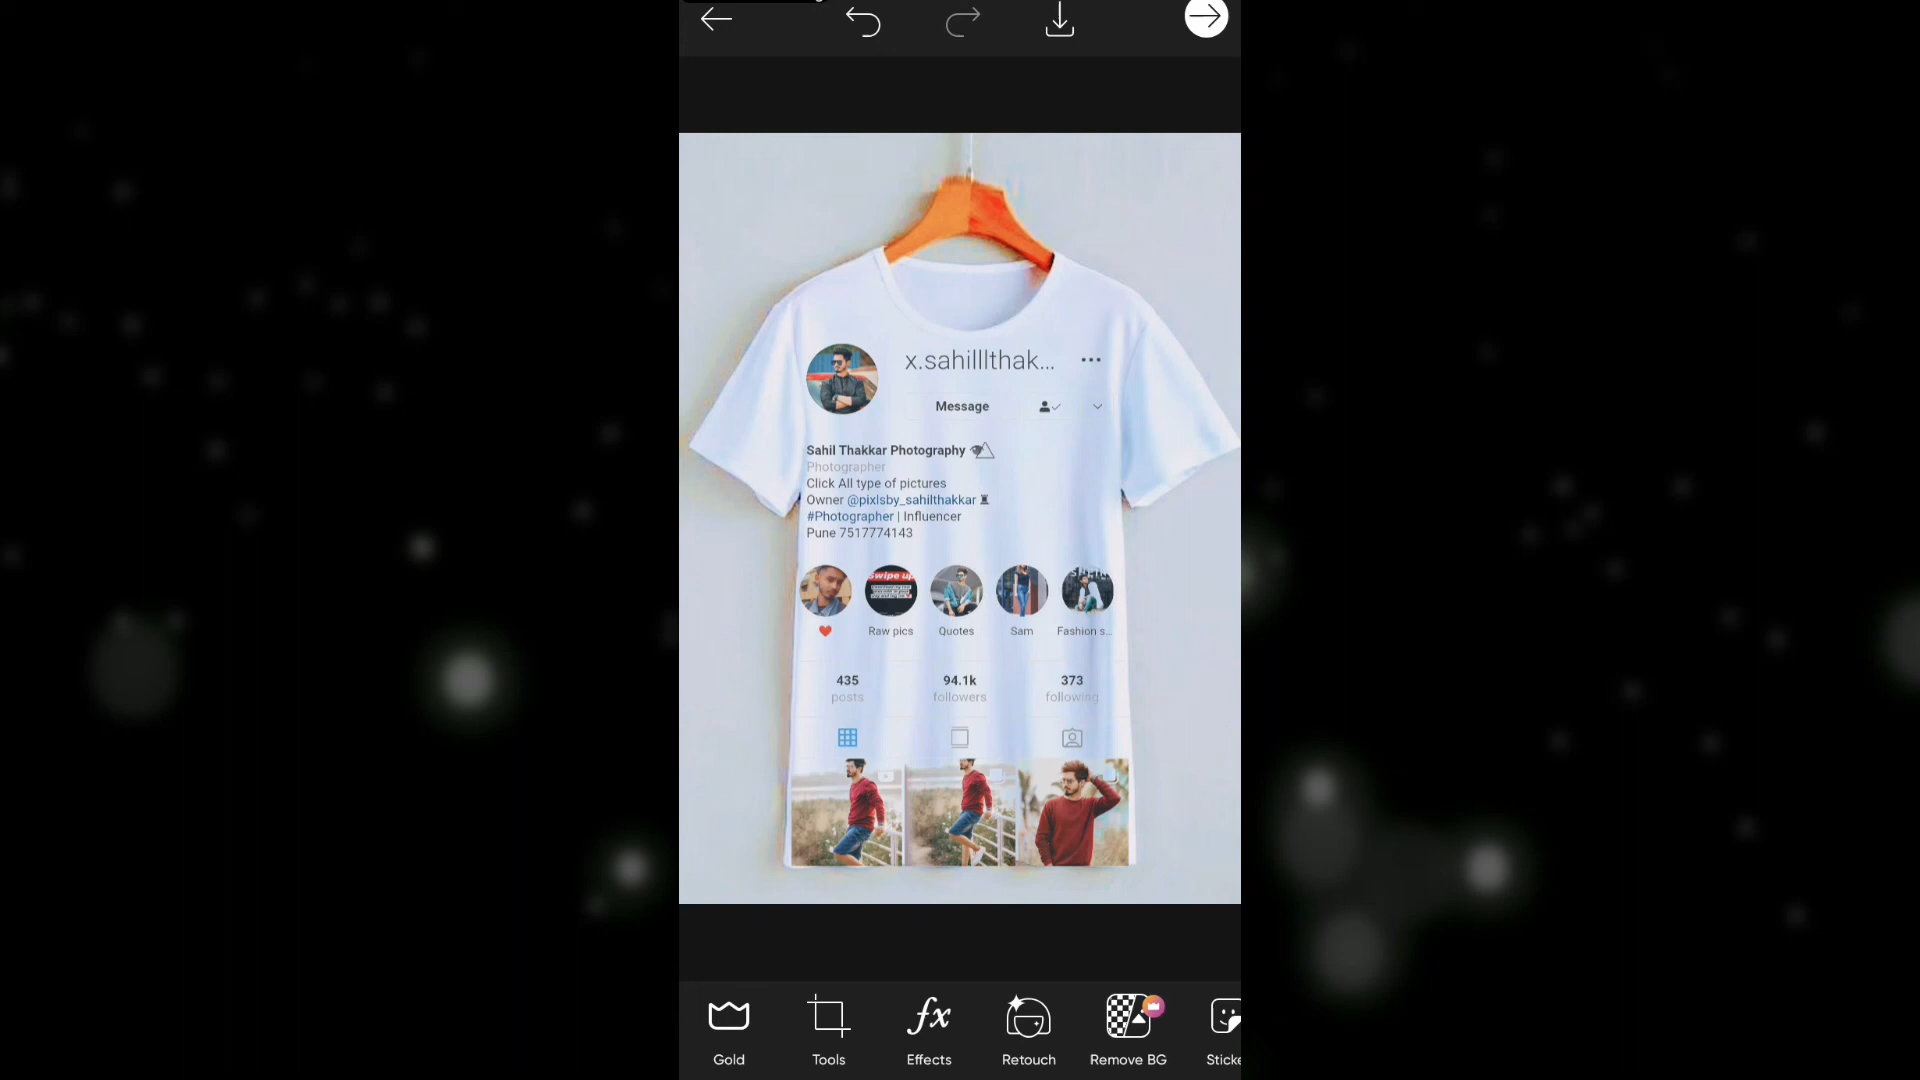 x.sahilllthak...
Message
Sahil Thakkar Photography
Photographer
Click All type of pictures
Owner @pixlsby_sahilthakkar
#Photographer | Influencer
Pune 7517774143
Swipe up
Raw pics
Quotes
Sam
Fashion s...
435
posts
94.1k
followers
373
following
Gold
Tools
fx
Effects
Retouch
Remove BG
Sticke